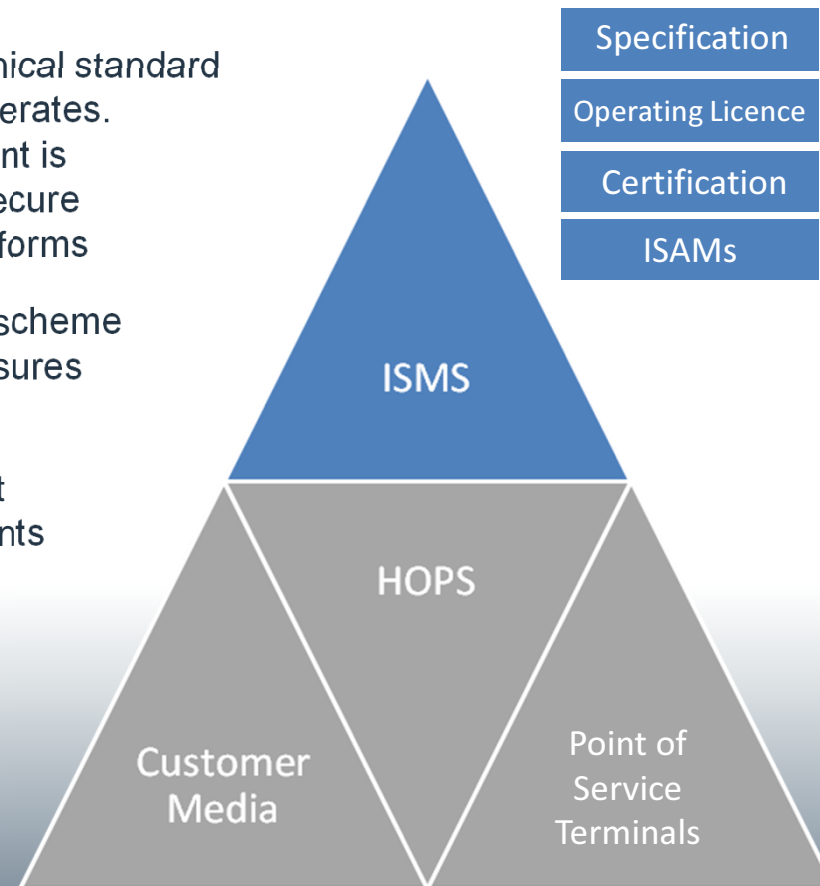 nical standard
erates.
nt is
ecure
forms
scheme
sures
t
nts
Specification
Operating Licence
Certification
ISAMs
ISMS
HOPS
Customer
Media
Point of
Service
Terminals